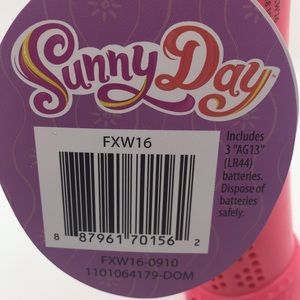 Sunny Day
FXW16
Includes
3 "AG13"
(LR44)
batteries.
Dispose of
batteries
safely.
8 87961 70156 2
FXW16-0910
1101064179-DOM